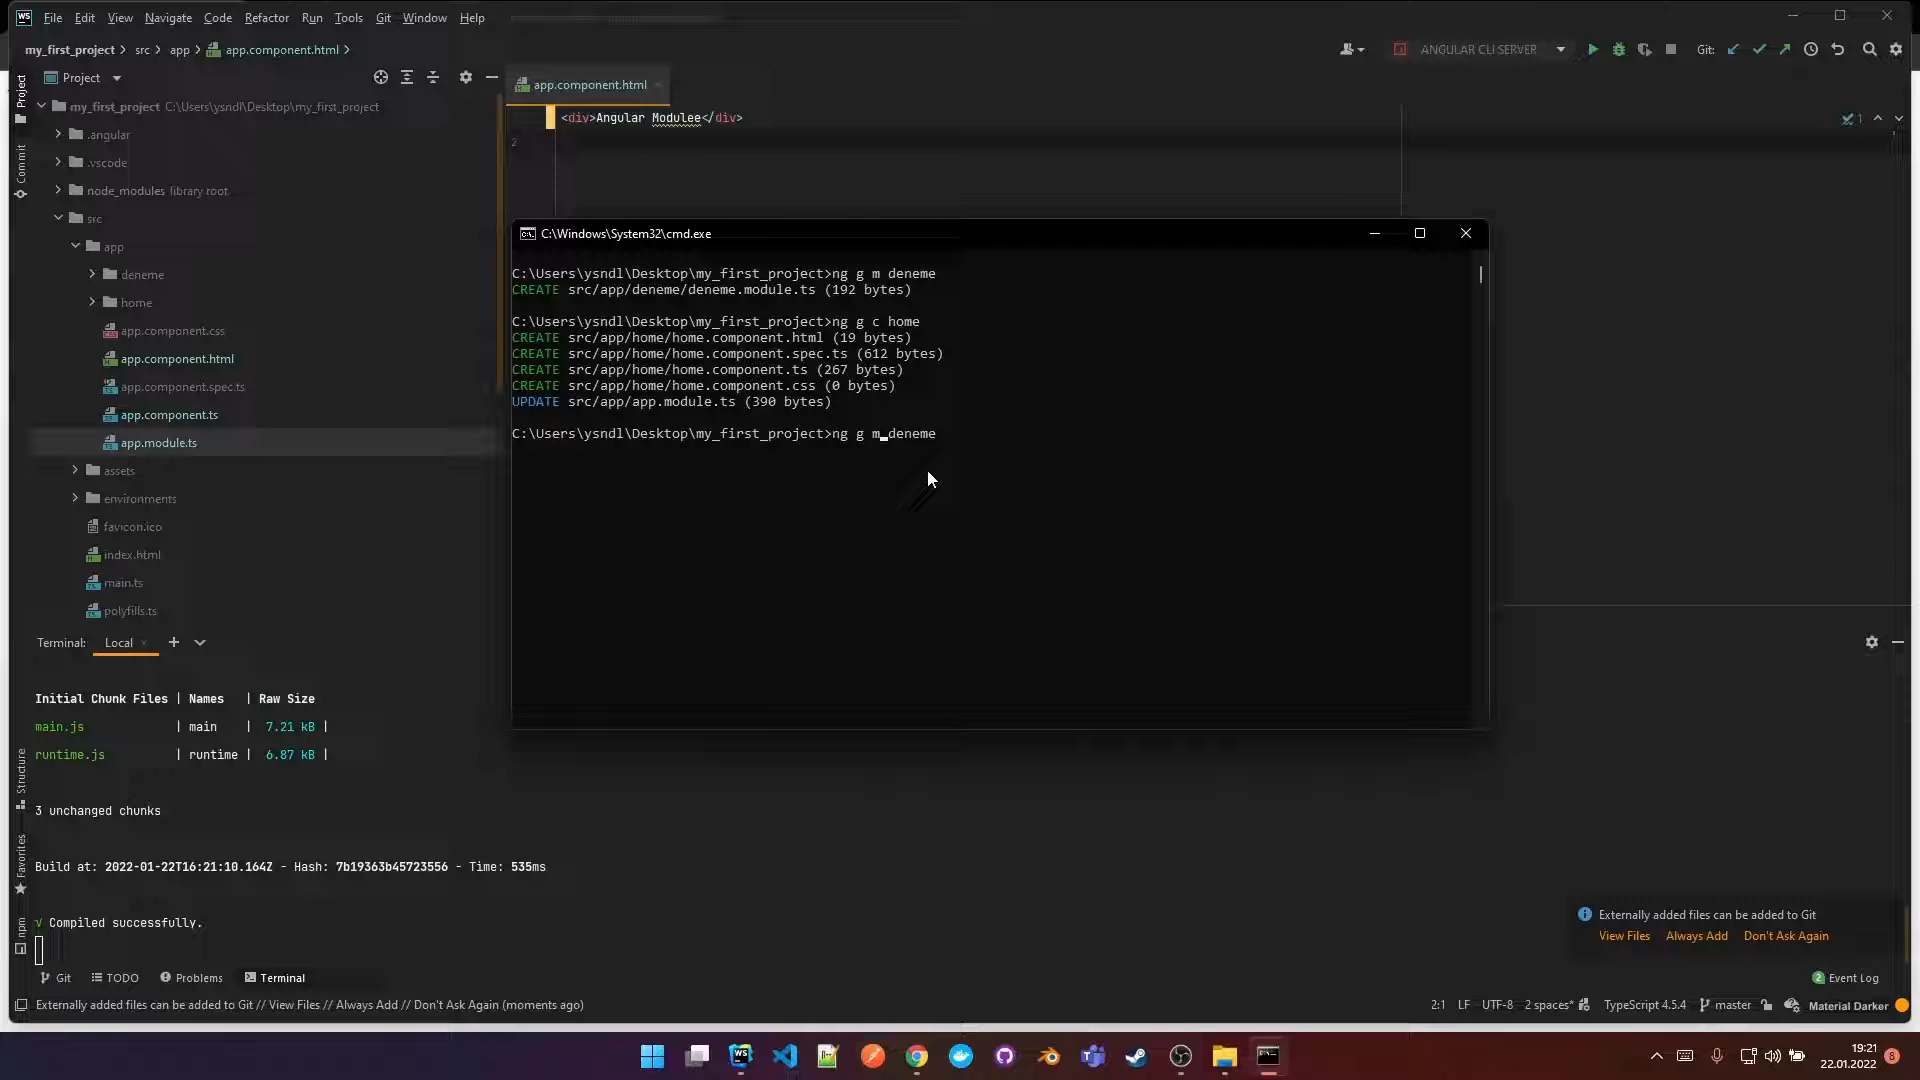 WS File Edit View Navigate Code Refactor Run Tools Git Window Help
my_first_project src app app.component.html
ANGULAR CLI SERVER Git:
Project
Project
Commit
my_first_project C:\Users\ysndl\Desktop\my_first_project
.angular
.vscode
node_modules library root
src
app
deneme
home
app.component.css
app.component.html
app.component.spec.ts
app.component.ts
app.module.ts
assets
environments
favicon.ico
index.html
main.ts
polyfills.ts
app.component.html
<div>Angular Modulee</div>
2
1
C:\Windows\System32\cmd.exe
C:\Users\ysndl\Desktop\my_first_project>ng g m deneme
CREATE src/app/deneme/deneme.module.ts (192 bytes)
C:\Users\ysndl\Desktop\my_first_project>ng g c home
CREATE src/app/home/home.component.html (19 bytes)
CREATE src/app/home/home.component.spec.ts (612 bytes)
CREATE src/app/home/home.component.ts (267 bytes)
CREATE src/app/home/home.component.css (0 bytes)
UPDATE src/app/app.module.ts (390 bytes)
C:\Users\ysndl\Desktop\my_first_project>ng g m deneme
Terminal: Local
Initial Chunk Files | Names | Raw Size
main.js | main | 7.21 kB |
runtime.js | runtime | 6.87 kB |
3 unchanged chunks
Build at: 2022-01-22T16:21:10.164Z - Hash: 7b19363b45723556 - Time: 535ms
√ Compiled successfully.
Structure
Favorites
npm
Externally added files can be added to Git
View Files Always Add Don't Ask Again
Git TODO Problems Terminal
2 Event Log
Externally added files can be added to Git // View Files // Always Add // Don't Ask Again (moments ago)
2:1 LF UTF-8 2 spaces* TypeScript 4.5.4 master Material Darker
19:21
22.01.2022
8